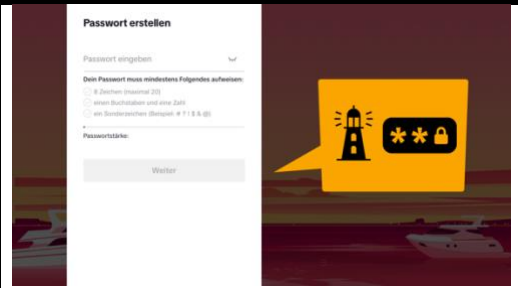 Passwort erstellen
Passwort eingeben
Dein Passwort muss mindestens Folgendes aufweisen:
8 Zeichen (maximal 20)
einen Buchstaben und eine Zahl
ein Sonderzeichen (Beispiel: # ? ! $ & @)
Passwortstärke:
Weiter
**